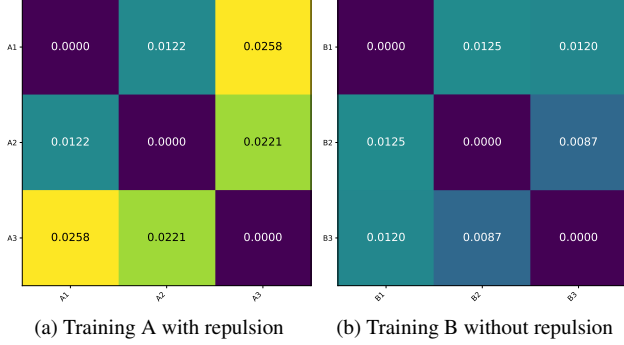 A1 0.0000 0.0122 0.0258
A2 0.0122 0.0000 0.0221
A3 0.0258 0.0221 0.0000
A1 A2 A3
(a) Training A with repulsion
B1 0.0000 0.0125 0.0120
B2 0.0125 0.0000 0.0087
B3 0.0120 0.0087 0.0000
B1 B2 B3
(b) Training B without repulsion